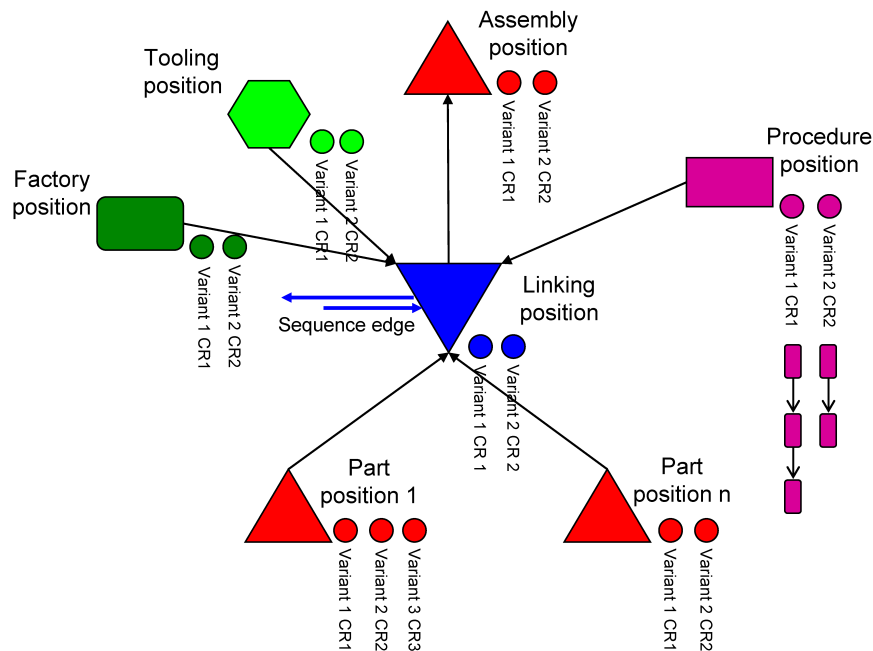 Assembly
position
Variant 1 CR1
Variant 2 CR2
Tooling
position
Variant 1 CR1
Variant 2 CR2
Procedure
position
Variant 1 CR1
Variant 2 CR2
Factory
position
Variant 1 CR1
Variant 2 CR2
Linking
position
Sequence edge
Variant 1 CR 1
Variant 2 CR 2
Part
position 1
Variant 1 CR1
Variant 2 CR2
Variant 3 CR3
Part
position n
Variant 1 CR1
Variant 2 CR2